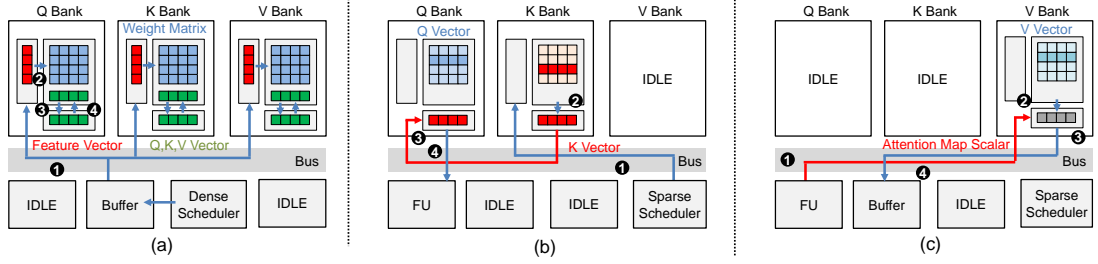 Q Bank
K Bank
V Bank
Weight Matrix
2
3
4
Feature Vector
Q,K,V Vector
1
Bus
IDLE
Buffer
Dense
Scheduler
IDLE
(a)
Q Bank
K Bank
V Bank
Q Vector
IDLE
2
3
4
K Vector
1
Bus
FU
IDLE
IDLE
Sparse
Scheduler
(b)
Q Bank
K Bank
V Bank
V Vector
IDLE
IDLE
2
3
1
Attention Map Scalar
4
Bus
FU
Buffer
IDLE
Sparse
Scheduler
(c)